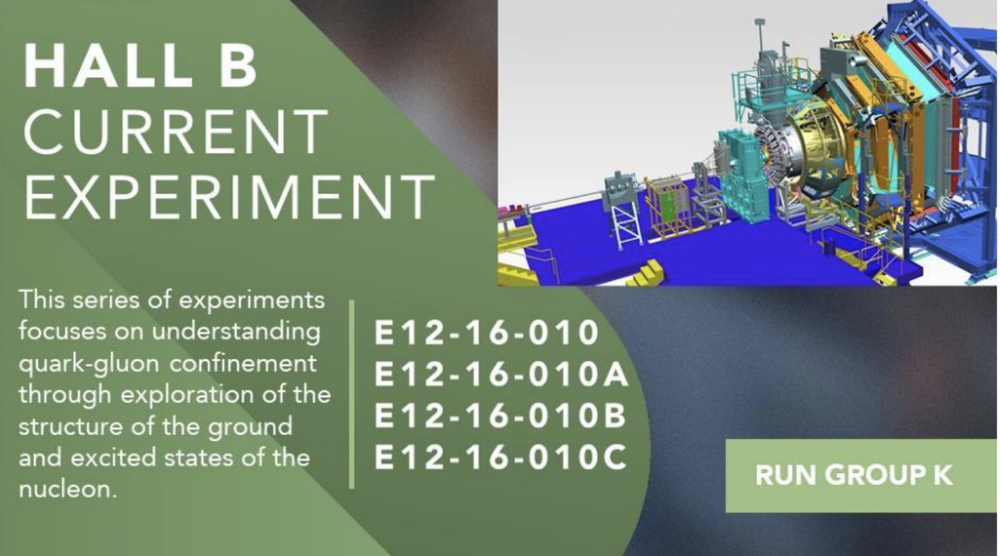 HALL B
CURRENT
EXPERIMENT
This series of experiments
focuses on understanding
quark-gluon confinement
through exploration of the
structure of the ground
and excited states of the
nucleon.
E12-16-010
E12-16-010A
E12-16-010B
E12-16-010C
RUN GROUP K